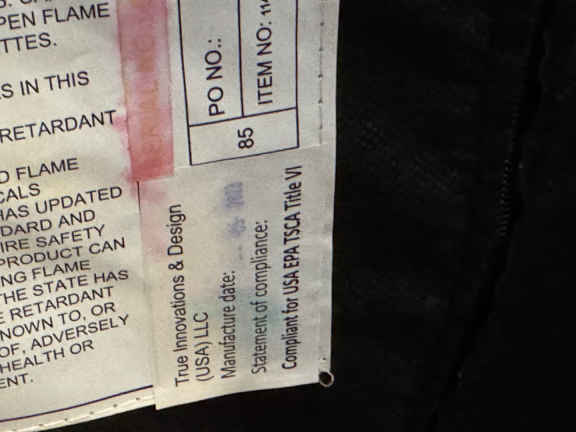 PEN FLAME
TTES.
S IN THIS
RETARDANT
D FLAME
CALS
HAS UPDATED
DARD AND
IRE SAFETY
PRODUCT CAN
NG FLAME
THE STATE HAS
E RETARDANT
NOWN TO, OR
OF, ADVERSELY
HEALTH OR
ENT.
PO NO.:
ITEM NO: 114
85
True Innovations & Design
(USA) LLC
Manufacture date:
Statement of compliance:
Compliant for USA EPA TSCA Title VI